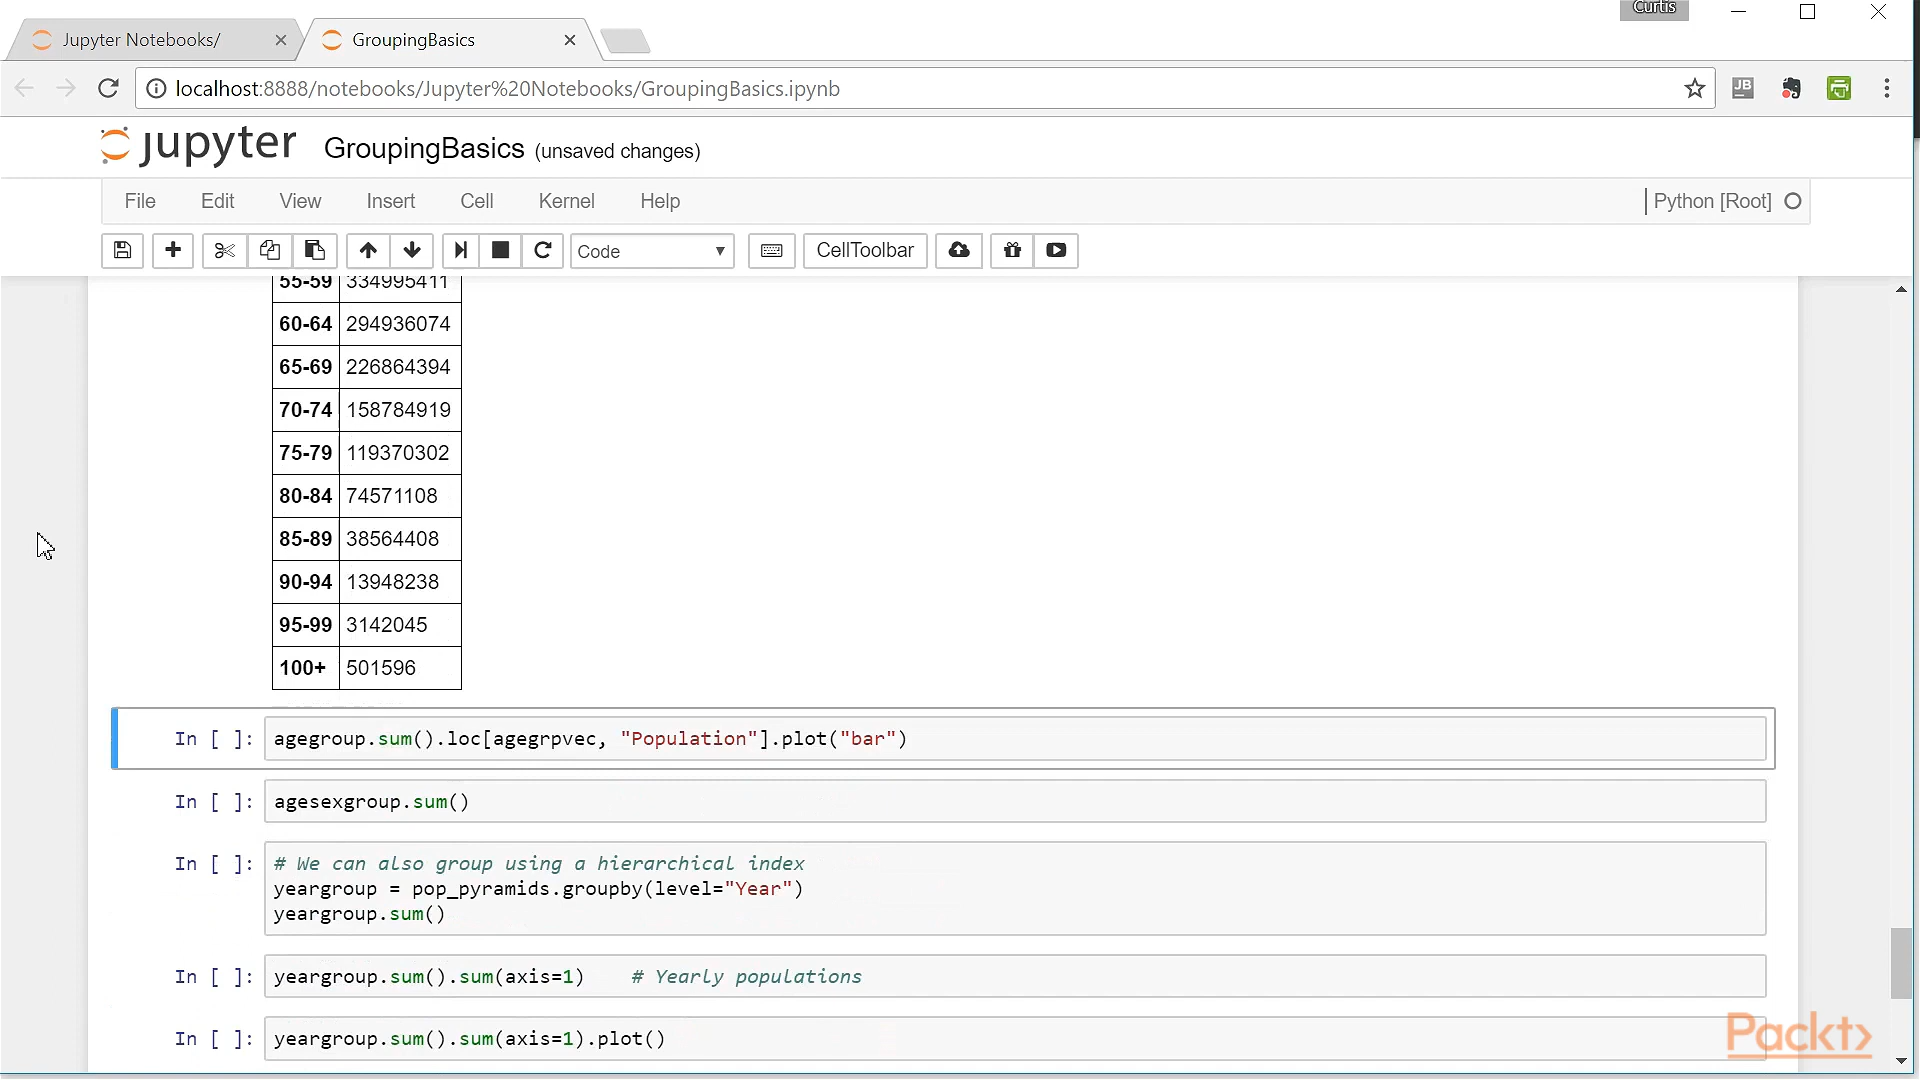 Curtis
Jupyter Notebooks/
GroupingBasics
localhost:8888/notebooks/Jupyter%20Notebooks/GroupingBasics.ipynb
JB
jupyter GroupingBasics (unsaved changes)
File Edit View Insert Cell Kernel Help Python [Root]
Code CellToolbar
55-59 334995411
60-64 294936074
65-69 226864394
70-74 158784919
75-79 119370302
80-84 74571108
85-89 38564408
90-94 13948238
95-99 3142045
100+ 501596
In [ ]: agegroup.sum().loc[agegrpvec, "Population"].plot("bar")
In [ ]: agesexgroup.sum()
In [ ]: # We can also group using a hierarchical index
yeargroup = pop_pyramids.groupby(level="Year")
yeargroup.sum()
In [ ]: yeargroup.sum().sum(axis=1)    # Yearly populations
In [ ]: yeargroup.sum().sum(axis=1).plot()
Packt>